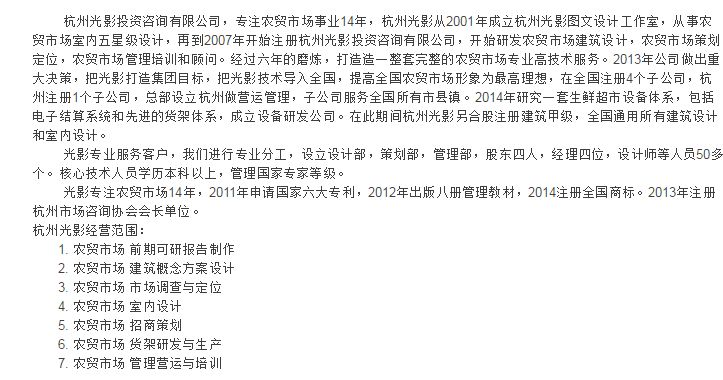 杭州光影投资咨询有限公司，专注农贸市场事业14年，杭州光影从2001年成立杭州光影图文设计工作室，从事农
贸市场室内五星级设计，再到2007年开始注册杭州光影投资咨询有限公司，开始研发农贸市场建筑设计，农贸市场策划
定位，农贸市场管理培训和顾问。经过六年的磨炼，打造造一整套完整的农贸市场专业高技术服务。2013年公司做出重
大决策，把光影打造集团目标，把光影技术导入全国，提高全国农贸市场形象为最高理想，在全国注册4个子公司，杭
州注册1个子公司，总部设立杭州做营运管理，子公司服务全国所有市县镇。2014年研究一套生鲜超市设备体系，包括
电子结算系统和先进的货架体系，成立设备研发公司。在此期间杭州光影另合股注册建筑甲级，全国通用所有建筑设计
和室内设计。
光影专业服务客户，我们进行专业分工，设立设计部，策划部，管理部，股东四人，经理四位，设计师等人员50多
个。核心技术人员学历本科以上，管理国家专家等级。
光影专注农贸市场14年，2011年申请国家六大专利，2012年出版八册管理教材，2014注册全国商标。2013年注册
杭州市场咨询协会会长单位。
杭州光影经营范围：
1. 农贸市场 前期可研报告制作
2. 农贸市场 建筑概念方案设计
3. 农贸市场 市场调查与定位
4. 农贸市场 室内设计
5. 农贸市场 招商策划
6. 农贸市场 货架研发与生产
7. 农贸市场 管理营运与培训